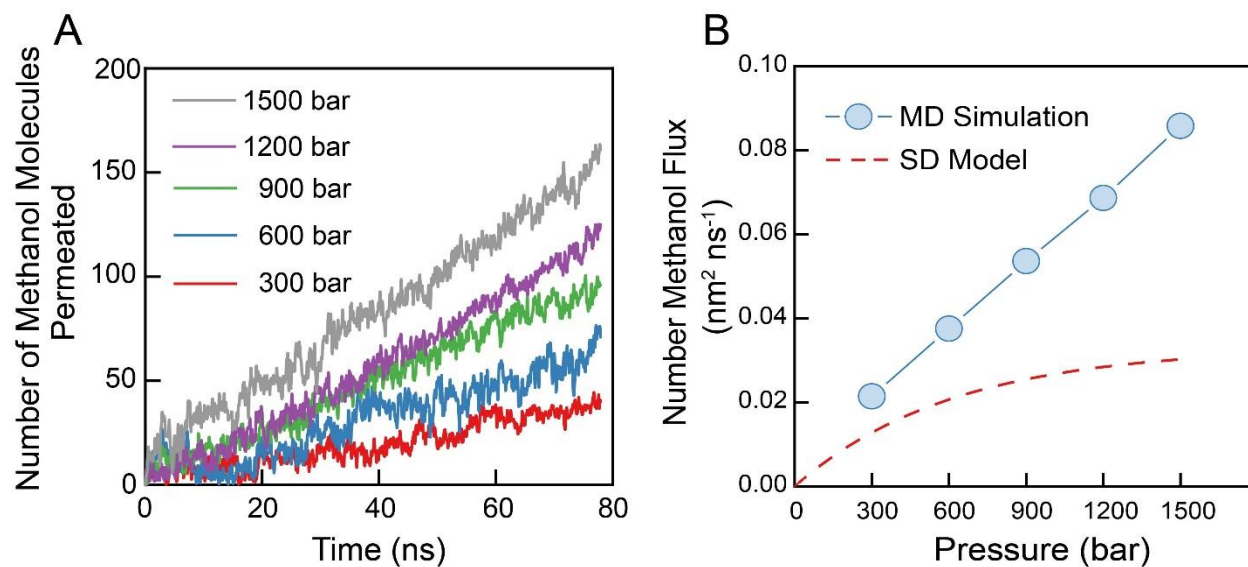 A
Number of Methanol Molecules
Permeated
200
150
100
50
0
1500 bar
1200 bar
900 bar
600 bar
300 bar
0 20 40 60 80
Time (ns)
B
Number Methanol Flux
(nm² ns⁻¹)
0.10
0.08
0.06
0.04
0.02
0.00
MD Simulation
SD Model
0 300 600 900 1200 1500
Pressure (bar)